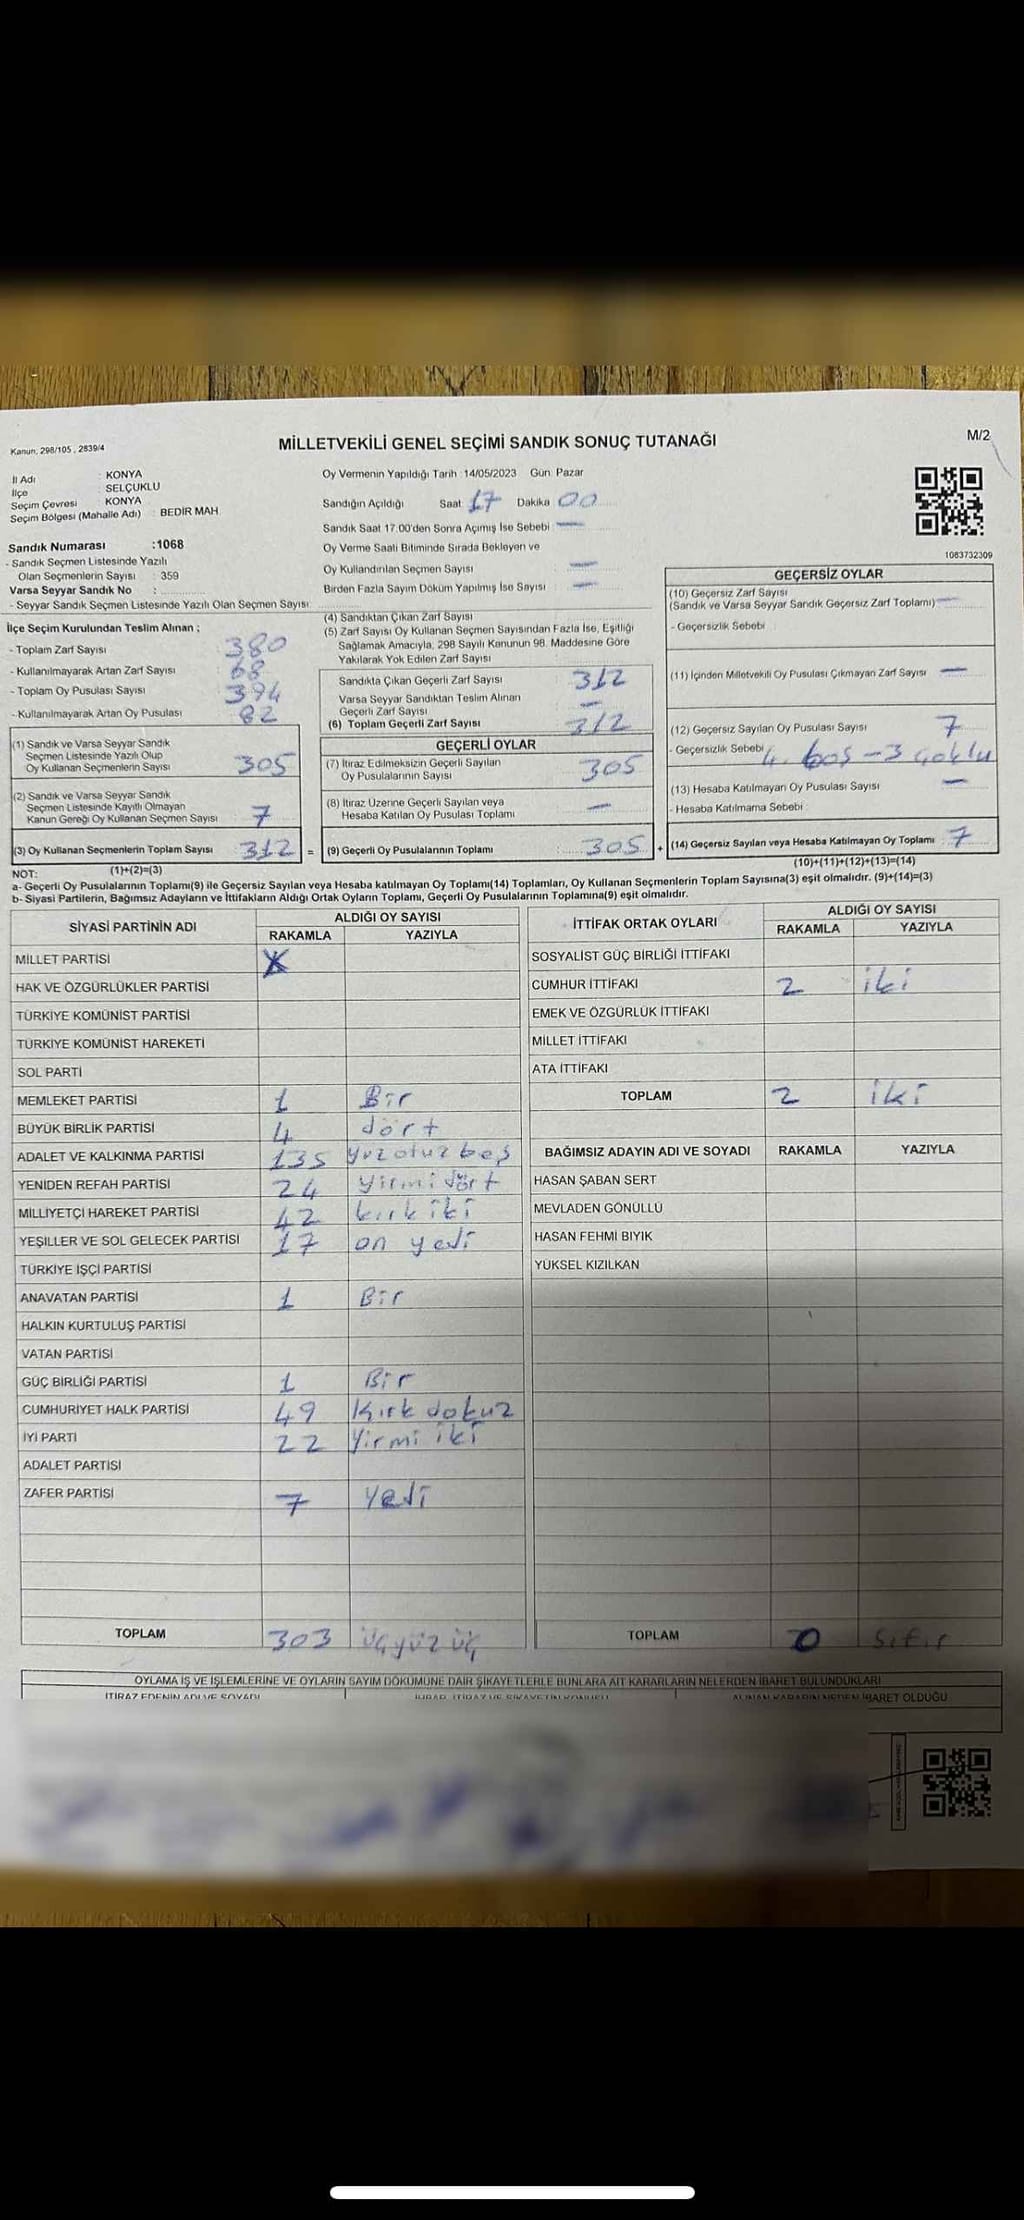 Kanun: 298/105 , 2839/4
MİLLETVEKİLİ GENEL SEÇİMİ SANDIK SONUÇ TUTANAĞI
M/2
İl Adı : KONYA
İlçe : SELÇUKLU
Seçim Çevresi : KONYA
Seçim Bölgesi (Mahalle Adı) : BEDİR MAH.
Sandık Numarası :1068
- Sandık Seçmen Listesinde Yazılı
Olan Seçmenlerin Sayısı : 359
Varsa Seyyar Sandık No :
- Seyyar Sandık Seçmen Listesinde Yazılı Olan Seçmen Sayısı:
Oy Vermenin Yapıldığı Tarih :14/05/2023 Gün: Pazar
Sandığın Açıldığı Saat 17 Dakika 00
Sandık Saat 17.00'den Sonra Açımış İse Sebebi —
Oy Verme Saati Bitiminde Sırada Bekleyen ve
Oy Kullandırılan Seçmen Sayısı —
Birden Fazla Sayım Döküm Yapılmış İse Sayısı —
1083732309
İlçe Seçim Kurulundan Teslim Alınan ;
- Toplam Zarf Sayısı 380
- Kullanılmayarak Artan Zarf Sayısı 68
- Toplam Oy Pusulası Sayısı 394
- Kullanılmayarak Artan Oy Pusulası 82
(1) Sandık ve Varsa Seyyar Sandık
Seçmen Listesinde Yazılı Olup
Oy Kullanan Seçmenlerin Sayısı 305
(2) Sandık ve Varsa Seyyar Sandık
Seçmen Listesinde Kayıtlı Olmayan
Kanun Gereği Oy Kullanan Seçmen Sayısı 7
(3) Oy Kullanan Seçmenlerin Toplam Sayısı 312 =
(1)+(2)=(3)
(4) Sandıktan Çıkan Zarf Sayısı
(5) Zarf Sayısı Oy Kullanan Seçmen Sayısından Fazla İse, Eşitliği
Sağlamak Amacıyla, 298 Sayılı Kanunun 98. Maddesine Göre
Yakılarak Yok Edilen Zarf Sayısı
Sandıkta Çıkan Geçerli Zarf Sayısı 312
Varsa Seyyar Sandıktan Teslim Alınan
Geçerli Zarf Sayısı —
(6) Toplam Geçerli Zarf Sayısı 312
GEÇERLİ OYLAR
(7) İtiraz Edilmeksizin Geçerli Sayılan
Oy Pusulalarının Sayısı 305
(8) İtiraz Üzerine Geçerli Sayılan veya
Hesaba Katılan Oy Pusulası Toplamı —
(9) Geçerli Oy Pusulalarının Toplamı 305 +
GEÇERSİZ OYLAR
(10) Geçersiz Zarf Sayısı
(Sandık ve Varsa Seyyar Sandık Geçersiz Zarf Toplamı) —
- Geçersizlik Sebebi
(11) İçinden Milletvekili Oy Pusulası Çıkmayan Zarf Sayısı —
(12) Geçersiz Sayılan Oy Pusulası Sayısı 7
- Geçersizlik Sebebi 4. boş - 3 çoklu
(13) Hesaba Katılmayan Oy Pusulası Sayısı —
- Hesaba Katılmama Sebebi :
(14) Geçersiz Sayılan veya Hesaba Katılmayan Oy Toplamı 7
(10)+(11)+(12)+(13)=(14)
NOT:
a- Geçerli Oy Pusulalarının Toplamı(9) ile Geçersiz Sayılan veya Hesaba katılmayan Oy Toplamı(14) Toplamları, Oy Kullanan Seçmenlerin Toplam Sayısına(3) eşit olmalıdır. (9)+(14)=(3)
b- Siyasi Partilerin, Bağımsız Adayların ve İttifakların Aldığı Ortak Oyların Toplamı, Geçerli Oy Pusulalarının Toplamına(9) eşit olmalıdır.
SİYASİ PARTİNİN ADI ALDIĞI OY SAYISI
RAKAMLA YAZIYLA
MİLLET PARTİSİ
HAK VE ÖZGÜRLÜKLER PARTİSİ
TÜRKİYE KOMÜNİST PARTİSİ
TÜRKİYE KOMÜNİST HAREKETİ
SOL PARTİ
MEMLEKET PARTİSİ 1 Bir
BÜYÜK BİRLİK PARTİSİ 4 dört
ADALET VE KALKINMA PARTİSİ 135 yüzotuzbeş
YENİDEN REFAH PARTİSİ 24 yirmi dört
MİLLİYETÇİ HAREKET PARTİSİ 42 kırk iki
YEŞİLLER VE SOL GELECEK PARTİSİ 17 on yedi
TÜRKİYE İŞÇİ PARTİSİ
ANAVATAN PARTİSİ 1 Bir
HALKIN KURTULUŞ PARTİSİ
VATAN PARTİSİ
GÜÇ BİRLİĞİ PARTİSİ 1 Bir
CUMHURİYET HALK PARTİSİ 49 Kırk dokuz
İYİ PARTİ 22 Yirmi iki
ADALET PARTİSİ
ZAFER PARTİSİ 7 Yedi
TOPLAM 303 üçyüz üç
İTTİFAK ORTAK OYLARI ALDIĞI OY SAYISI
RAKAMLA YAZIYLA
SOSYALİST GÜÇ BİRLİĞİ İTTİFAKI
CUMHUR İTTİFAKI 2 iki
EMEK VE ÖZGÜRLÜK İTTİFAKI
MİLLET İTTİFAKI
ATA İTTİFAKI
TOPLAM 2 iki
BAĞIMSIZ ADAYIN ADI VE SOYADI RAKAMLA YAZIYLA
HASAN ŞABAN SERT
MEVLADEN GÖNÜLLÜ
HASAN FEHMİ BIYIK
YÜKSEL KIZILKAN
TOPLAM 0 Sıfır
OYLAMA İŞ VE İŞLEMLERİNE VE OYLARIN SAYIM DÖKÜMÜNE DAİR ŞİKAYETLERLE BUNLARA AİT KARARLARIN NELERDEN İBARET BULUNDUKLARI
İTİRAZ EDENİN ADI VE SOYADI İHBAR, İTİRAZ VE ŞİKAYETİN KONUSU ALINAN KARARIN NEDEN İBARET OLDUĞU